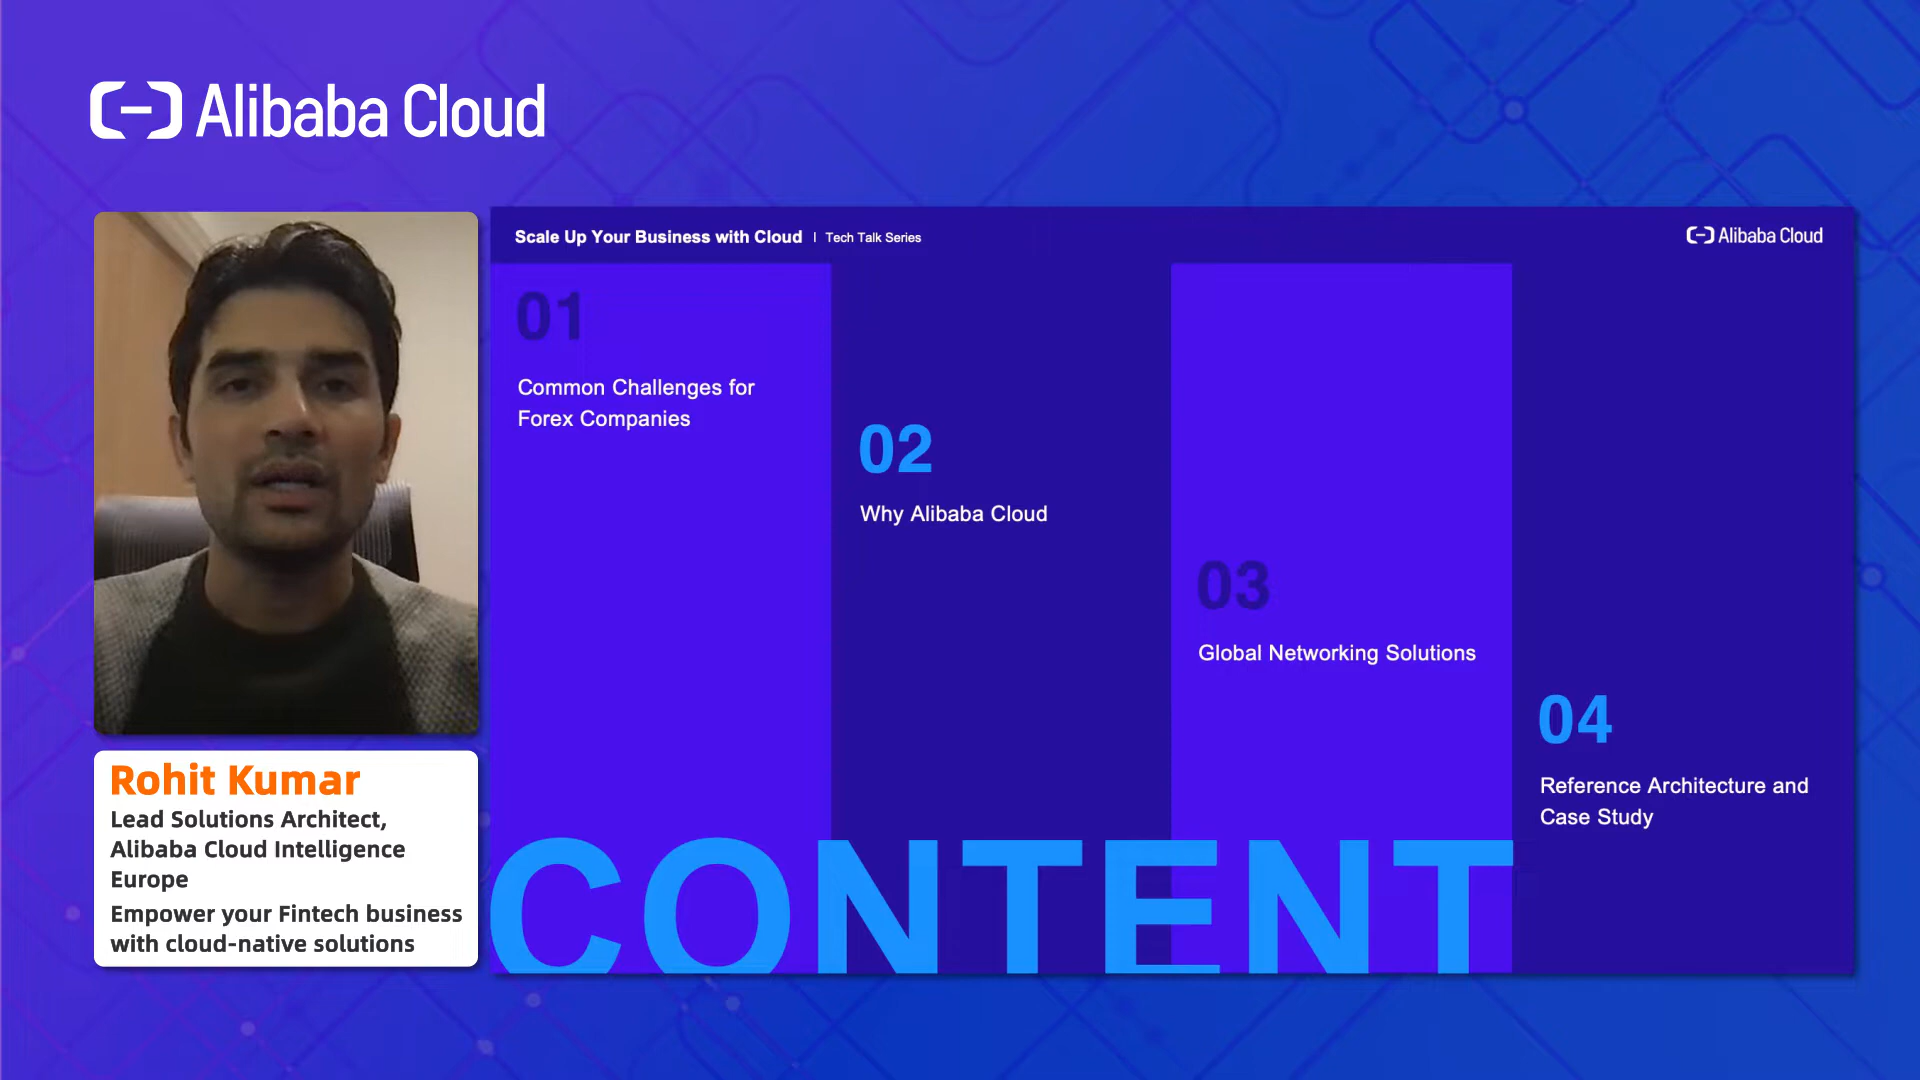 Alibaba Cloud
Scale Up Your Business with Cloud | Tech Talk Series
Alibaba Cloud
01
Common Challenges for
Forex Companies
02
Why Alibaba Cloud
03
Global Networking Solutions
04
Reference Architecture and
Case Study
CONTENT
Rohit Kumar
Lead Solutions Architect,
Alibaba Cloud Intelligence
Europe
Empower your Fintech business
with cloud-native solutions